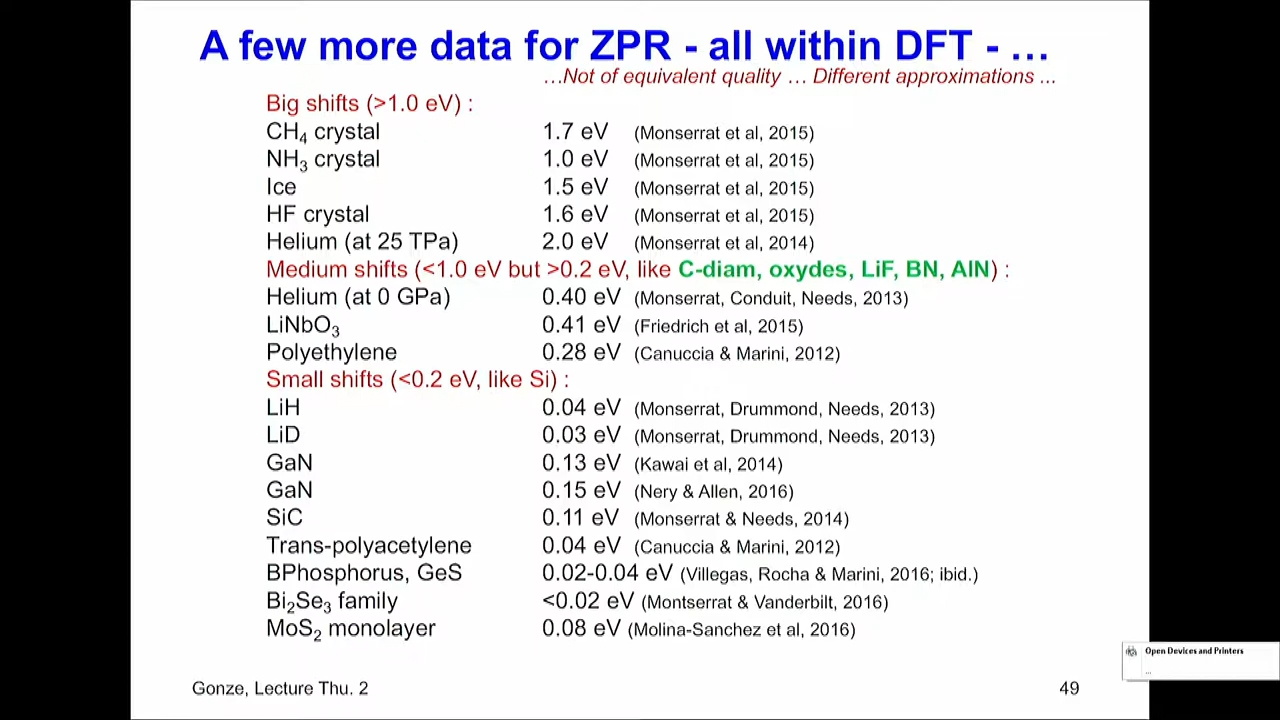 A few more data for ZPR - all within DFT - …
…Not of equivalent quality … Different approximations ...
Big shifts (>1.0 eV) :
CH₄ crystal 1.7 eV (Monserrat et al, 2015)
NH₃ crystal 1.0 eV (Monserrat et al, 2015)
Ice 1.5 eV (Monserrat et al, 2015)
HF crystal 1.6 eV (Monserrat et al, 2015)
Helium (at 25 TPa) 2.0 eV (Monserrat et al, 2014)
Medium shifts (<1.0 eV but >0.2 eV, like C-diam, oxydes, LiF, BN, AlN) :
Helium (at 0 GPa) 0.40 eV (Monserrat, Conduit, Needs, 2013)
LiNbO₃ 0.41 eV (Friedrich et al, 2015)
Polyethylene 0.28 eV (Canuccia & Marini, 2012)
Small shifts (<0.2 eV, like Si) :
LiH 0.04 eV (Monserrat, Drummond, Needs, 2013)
LiD 0.03 eV (Monserrat, Drummond, Needs, 2013)
GaN 0.13 eV (Kawai et al, 2014)
GaN 0.15 eV (Nery & Allen, 2016)
SiC 0.11 eV (Monserrat & Needs, 2014)
Trans-polyacetylene 0.04 eV (Canuccia & Marini, 2012)
BPhosphorus, GeS 0.02-0.04 eV (Villegas, Rocha & Marini, 2016; ibid.)
Bi₂Se₃ family <0.02 eV (Montserrat & Vanderbilt, 2016)
MoS₂ monolayer 0.08 eV (Molina-Sanchez et al, 2016)
Open Devices and Printers
...
Gonze, Lecture Thu. 2 49